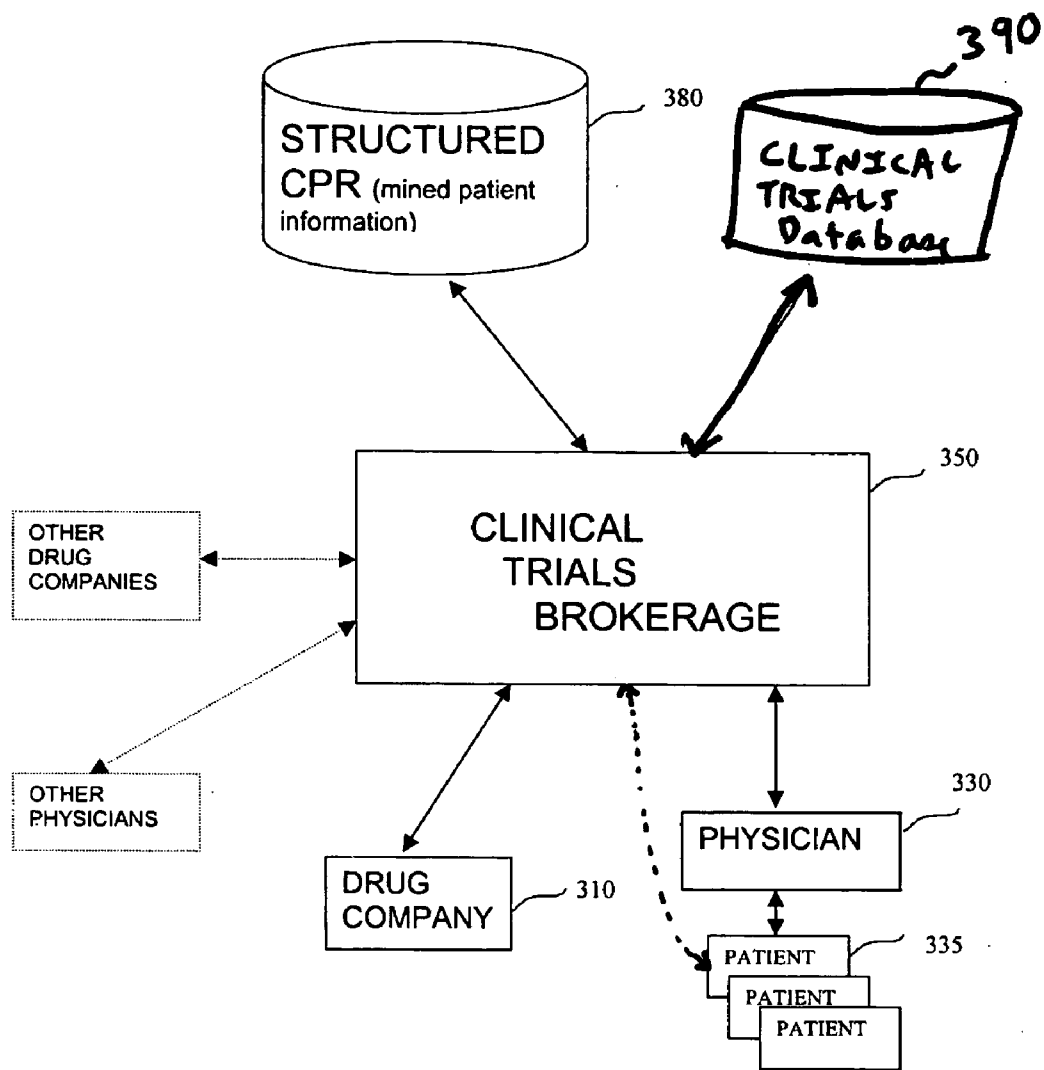 390
380
STRUCTURED
CPR (mined patient
information)
CLINICAL
TRIALS
Database
350
CLINICAL
TRIALS
BROKERAGE
OTHER
DRUG
COMPANIES
OTHER
PHYSICIANS
330
PHYSICIAN
DRUG
COMPANY
310
335
PATIENT
PATIENT
PATIENT